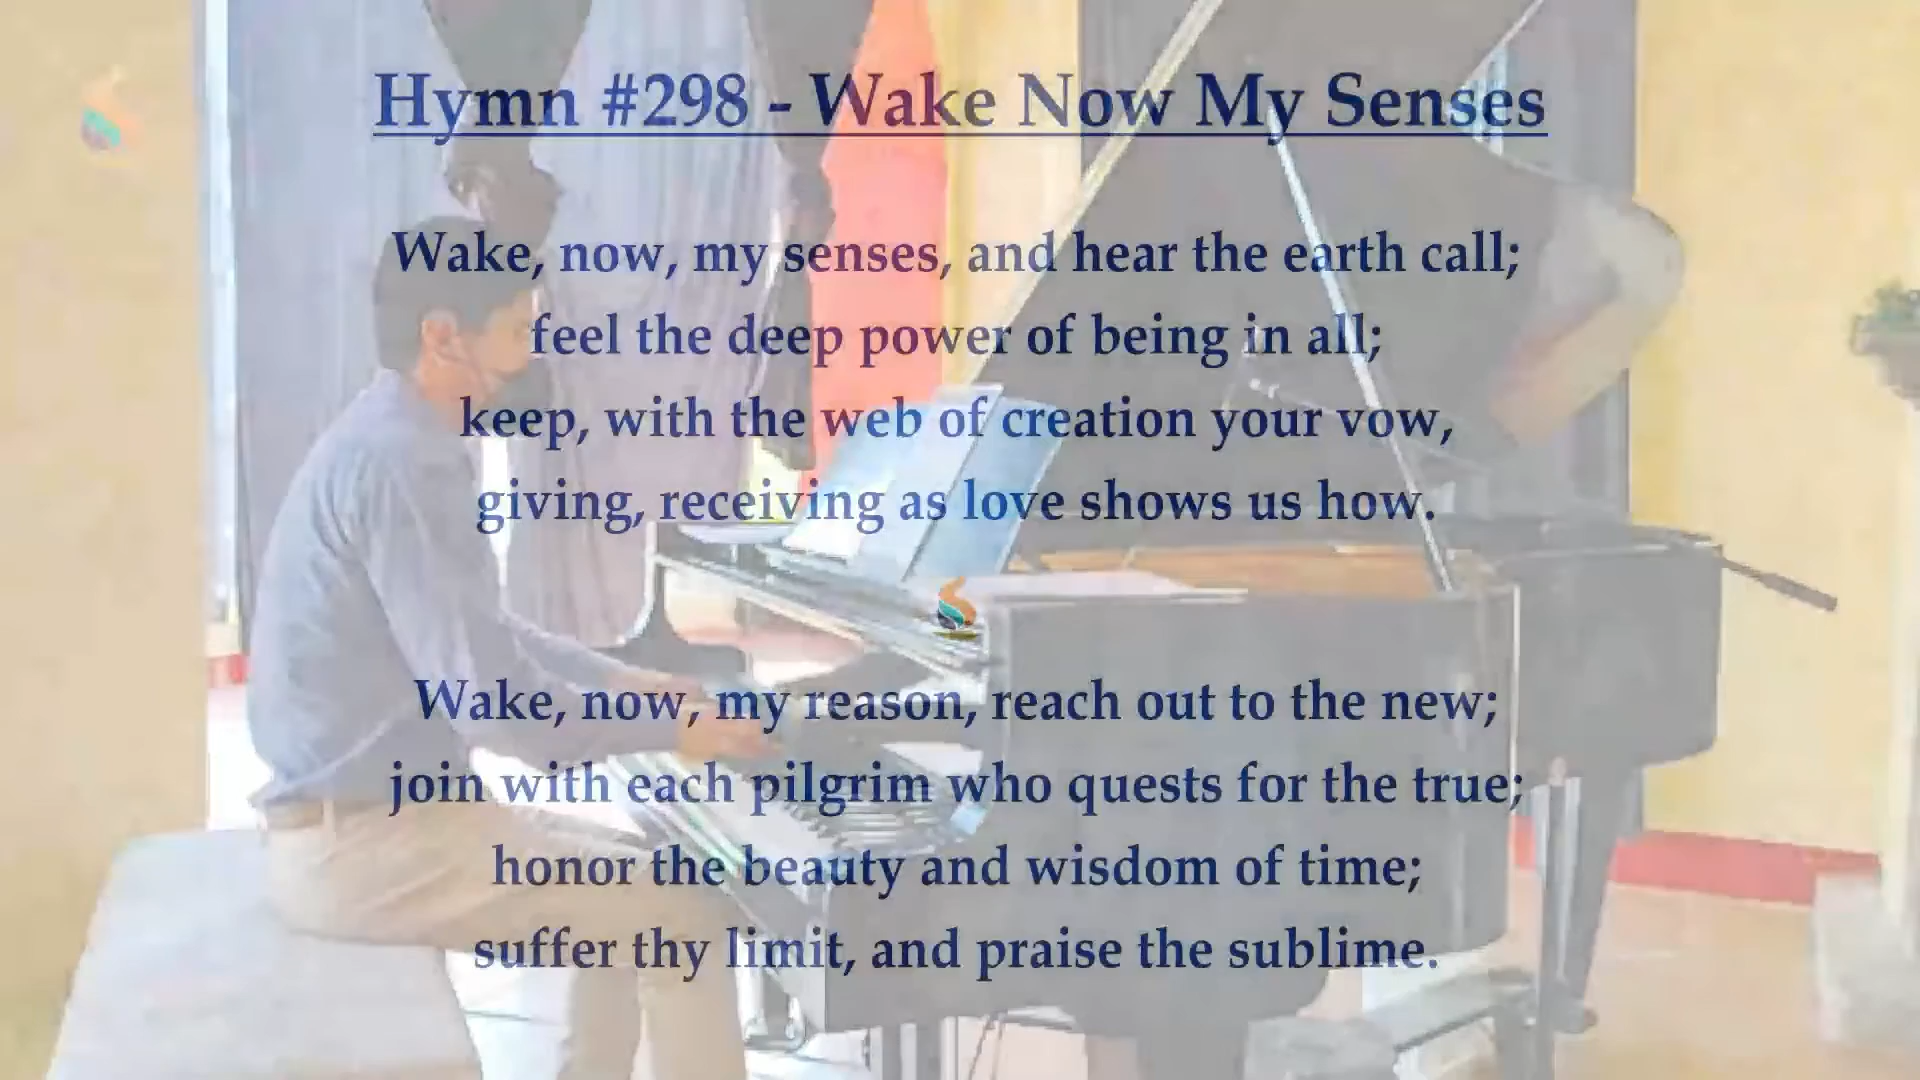 Hymn #298 - Wake Now My Senses
Wake, now, my senses, and hear the earth call;
feel the deep power of being in all;
keep, with the web of creation your vow,
giving, receiving as love shows us how.
Wake, now, my reason, reach out to the new;
join with each pilgrim who quests for the true;
honor the beauty and wisdom of time;
suffer thy limit, and praise the sublime.